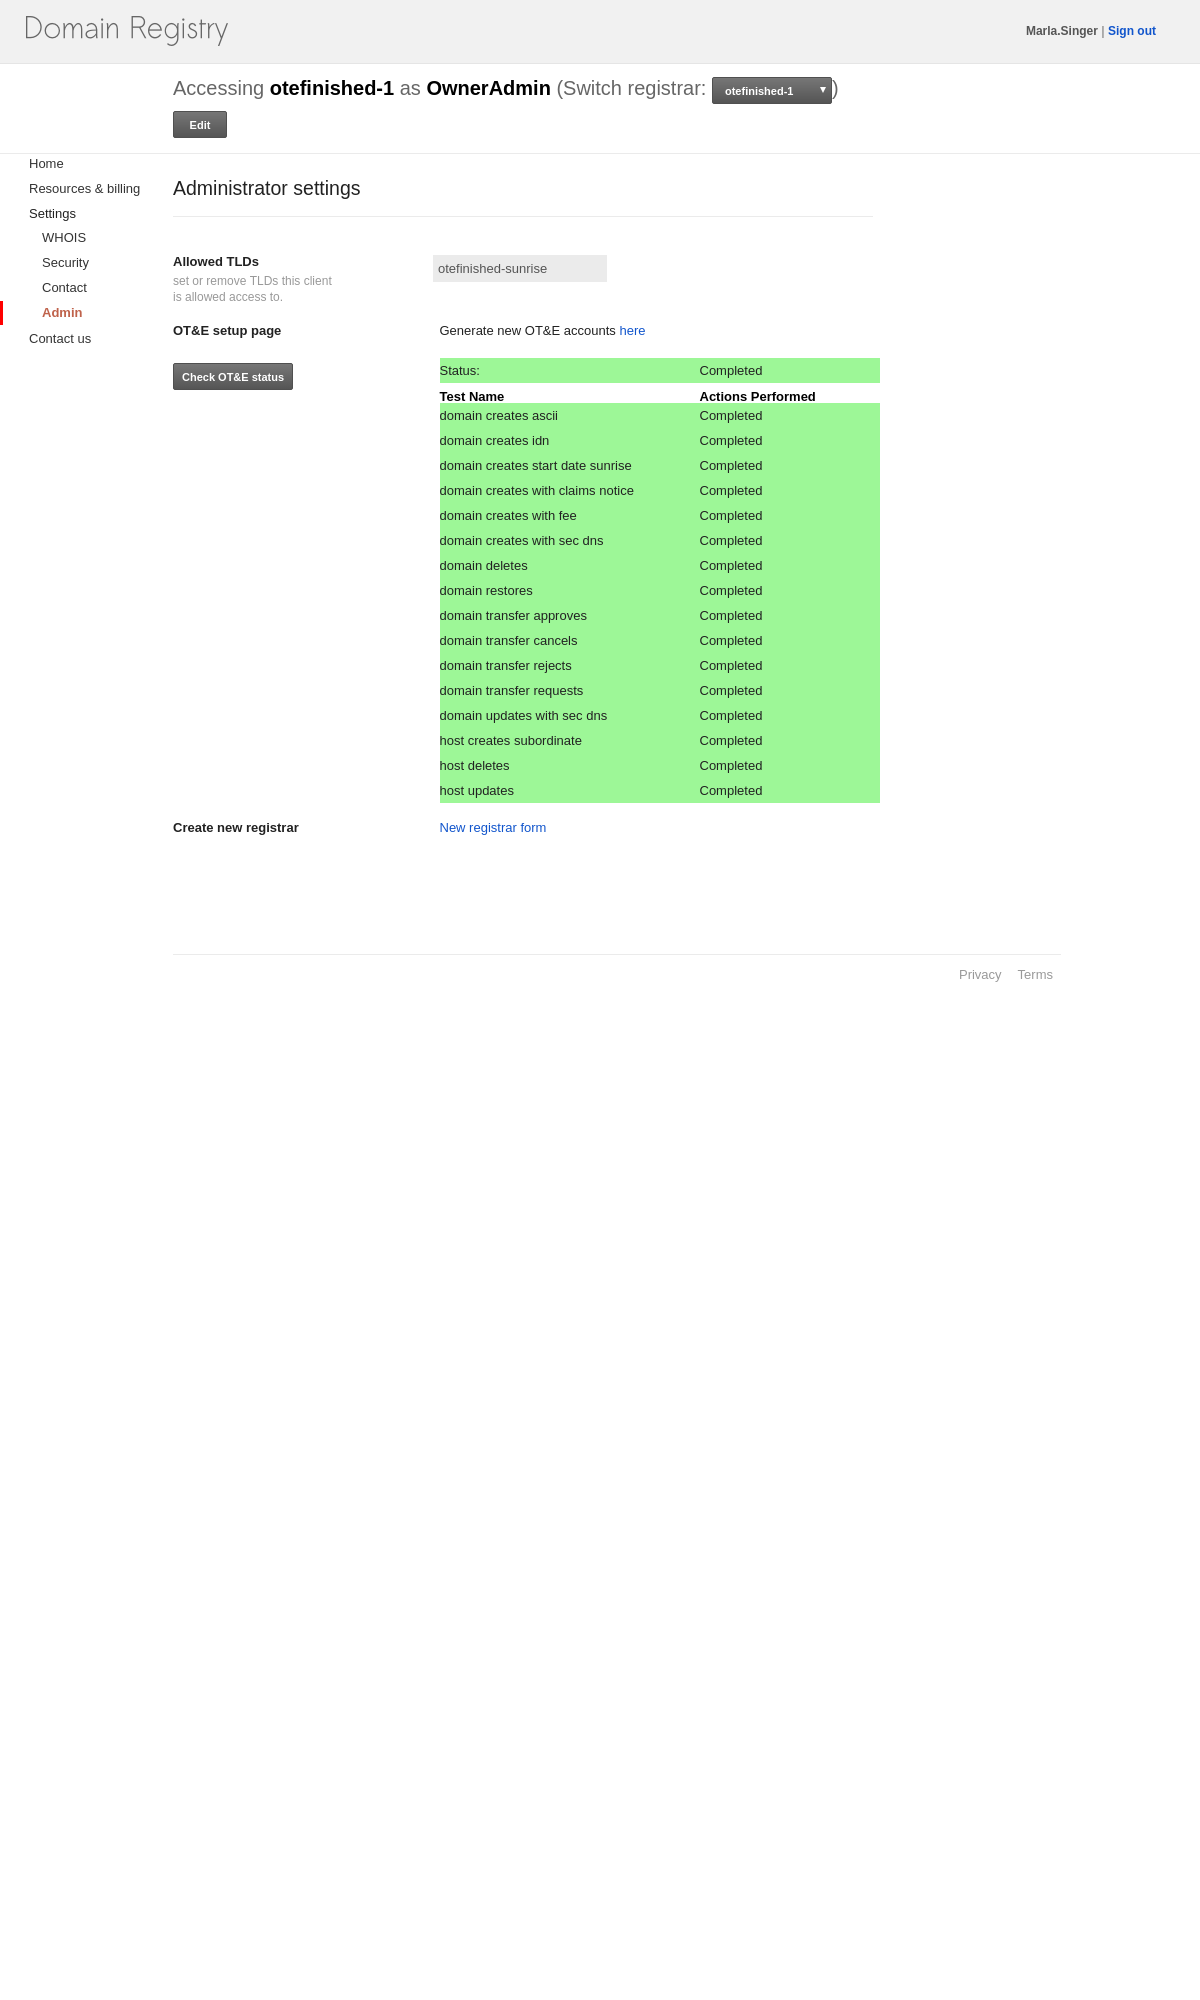 Domain Registry
Marla.Singer | Sign out
Accessing otefinished-1 as OwnerAdmin (Switch registrar: otefinished-1 ▼)
Edit
Home
Resources & billing
Settings
WHOIS
Security
Contact
Admin
Contact us
Administrator settings
Allowed TLDs
set or remove TLDs this client
is allowed access to.
otefinished-sunrise
OT&E setup page
Generate new OT&E accounts here
Check OT&E status
Status: Completed
Test Name Actions Performed
domain creates ascii Completed
domain creates idn Completed
domain creates start date sunrise Completed
domain creates with claims notice Completed
domain creates with fee Completed
domain creates with sec dns Completed
domain deletes Completed
domain restores Completed
domain transfer approves Completed
domain transfer cancels Completed
domain transfer rejects Completed
domain transfer requests Completed
domain updates with sec dns Completed
host creates subordinate Completed
host deletes Completed
host updates Completed
Create new registrar
New registrar form
Privacy Terms